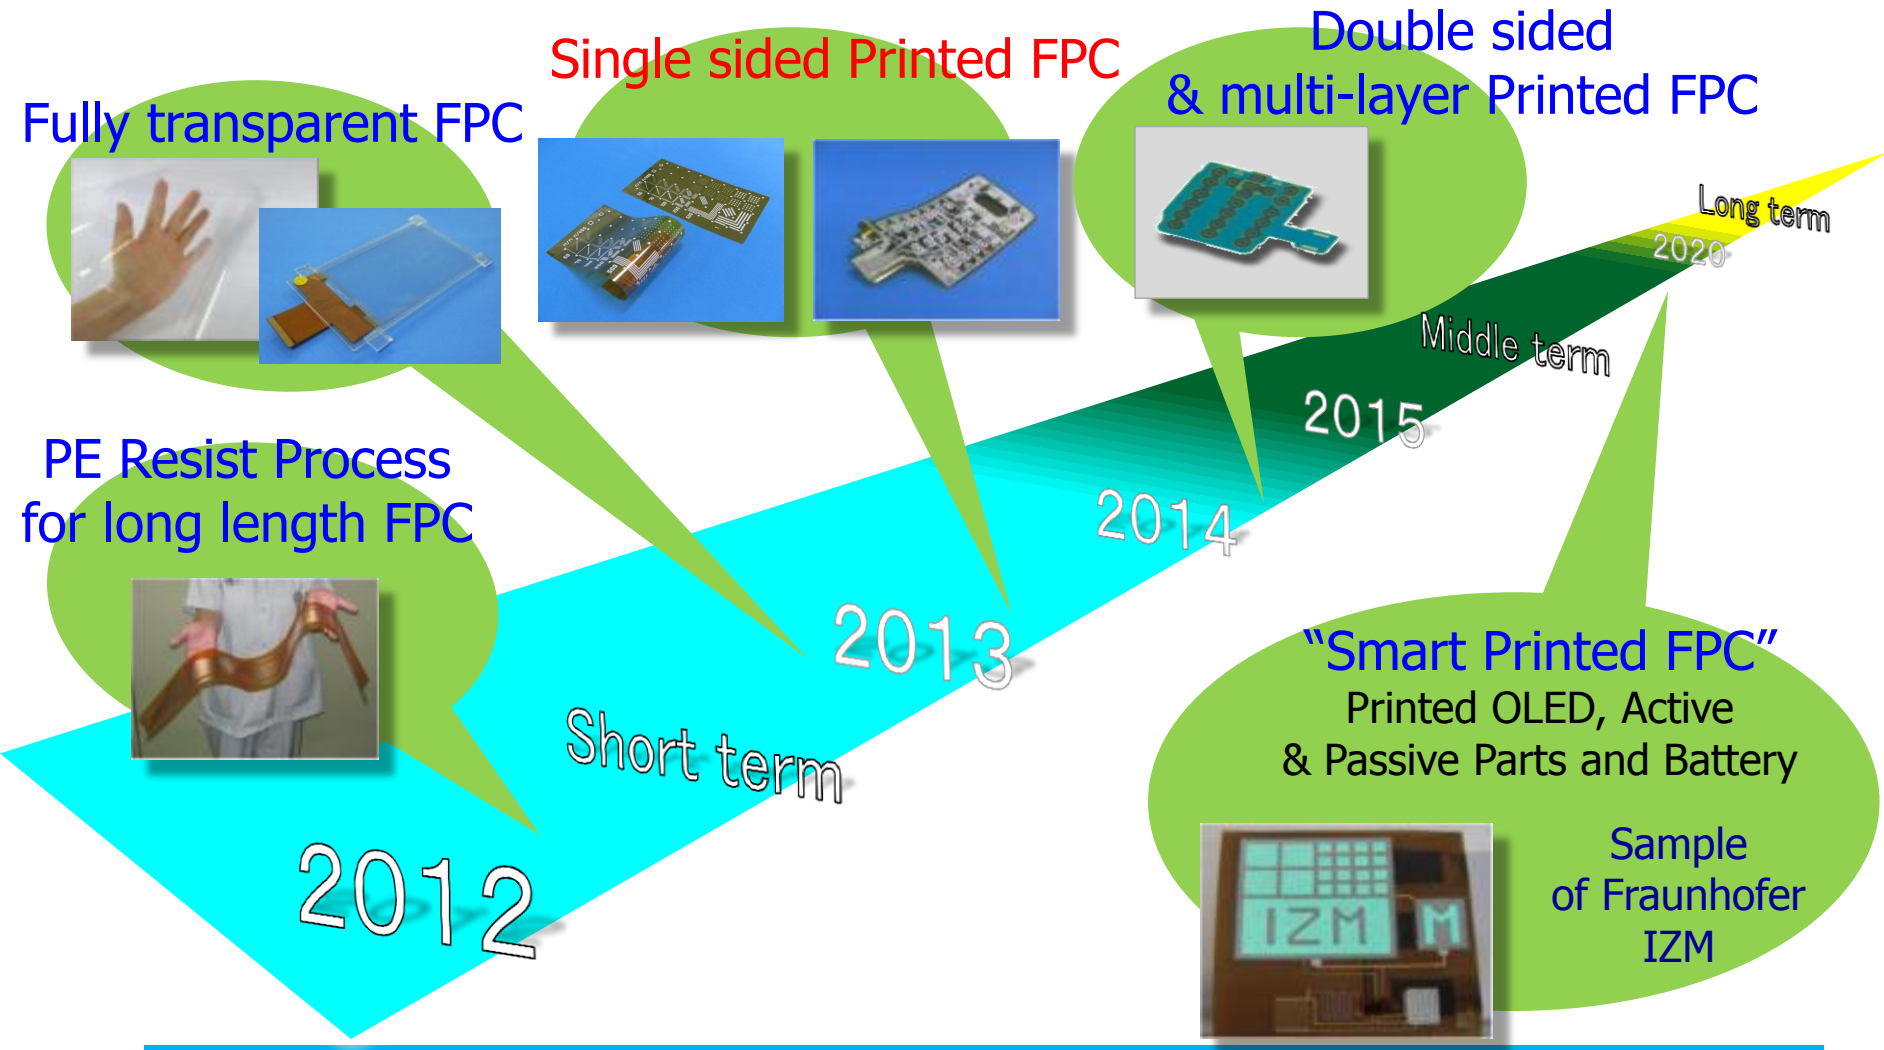 Fully transparent FPC
Single sided Printed FPC
Double sided
& multi-layer Printed FPC
PE Resist Process
for long length FPC
2012
Short term
2013
2014
2015
Middle term
2020
Long term
“Smart Printed FPC”
Printed OLED, Active
& Passive Parts and Battery
Sample
of Fraunhofer
IZM
IZM
M